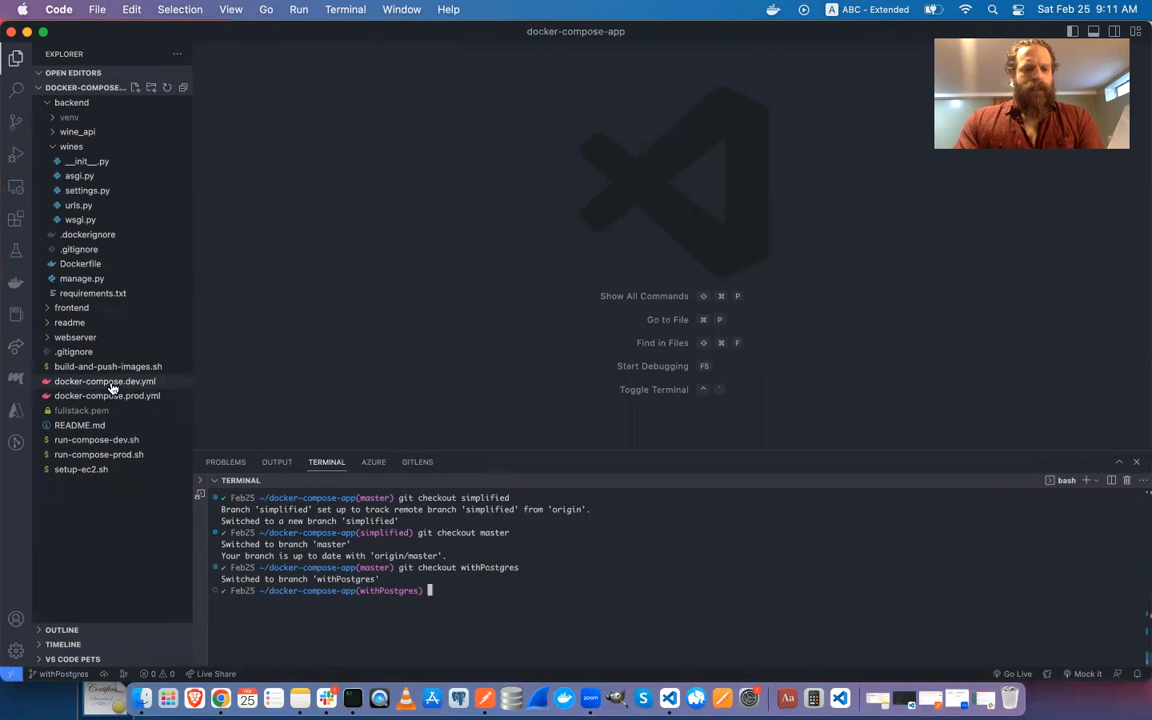 Code File Edit Selection View Go Run Terminal Window Help
ABC - Extended
Sat Feb 25 9:11 AM
docker-compose-app
EXPLORER
OPEN EDITORS
DOCKER-COMPOSE...
backend
venv
wine_api
wines
__init__.py
asgi.py
settings.py
urls.py
wsgi.py
.dockerignore
.gitignore
Dockerfile
manage.py
requirements.txt
frontend
readme
webserver
.gitignore
build-and-push-images.sh
docker-compose.dev.yml
docker-compose.prod.yml
fullstack.pem
README.md
run-compose-dev.sh
run-compose-prod.sh
setup-ec2.sh
OUTLINE
TIMELINE
VS CODE PETS
Show All Commands ⇧ ⌘ P
Go to File ⌘ P
Find in Files ⇧ ⌘ F
Start Debugging F5
Toggle Terminal ^ `
PROBLEMS OUTPUT TERMINAL AZURE GITLENS
TERMINAL
bash
✔ Feb25 ~/docker-compose-app(master) git checkout simplified
Branch 'simplified' set up to track remote branch 'simplified' from 'origin'.
Switched to a new branch 'simplified'
✔ Feb25 ~/docker-compose-app(simplified) git checkout master
Switched to branch 'master'
Your branch is up to date with 'origin/master'.
✔ Feb25 ~/docker-compose-app(master) git checkout withPostgres
Switched to branch 'withPostgres'
✔ Feb25 ~/docker-compose-app(withPostgres)
withPostgres
0 0
Live Share
Go Live
Mock it